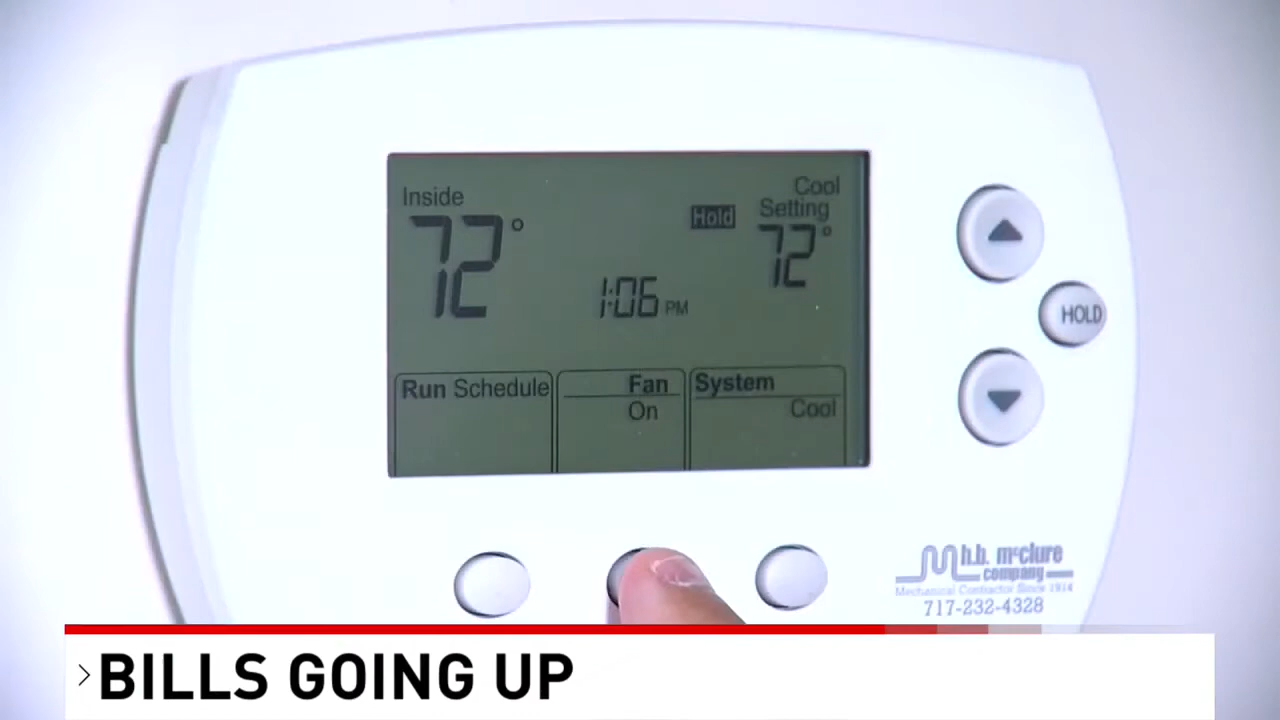 Inside
72°
Hold
Cool
Setting
72°
1:06 PM
Run Schedule
Fan
On
System
Cool
HOLD
h.b. mcclure
company
Mechanical Contractor Since 1914
717-232-4328
BILLS GOING UP